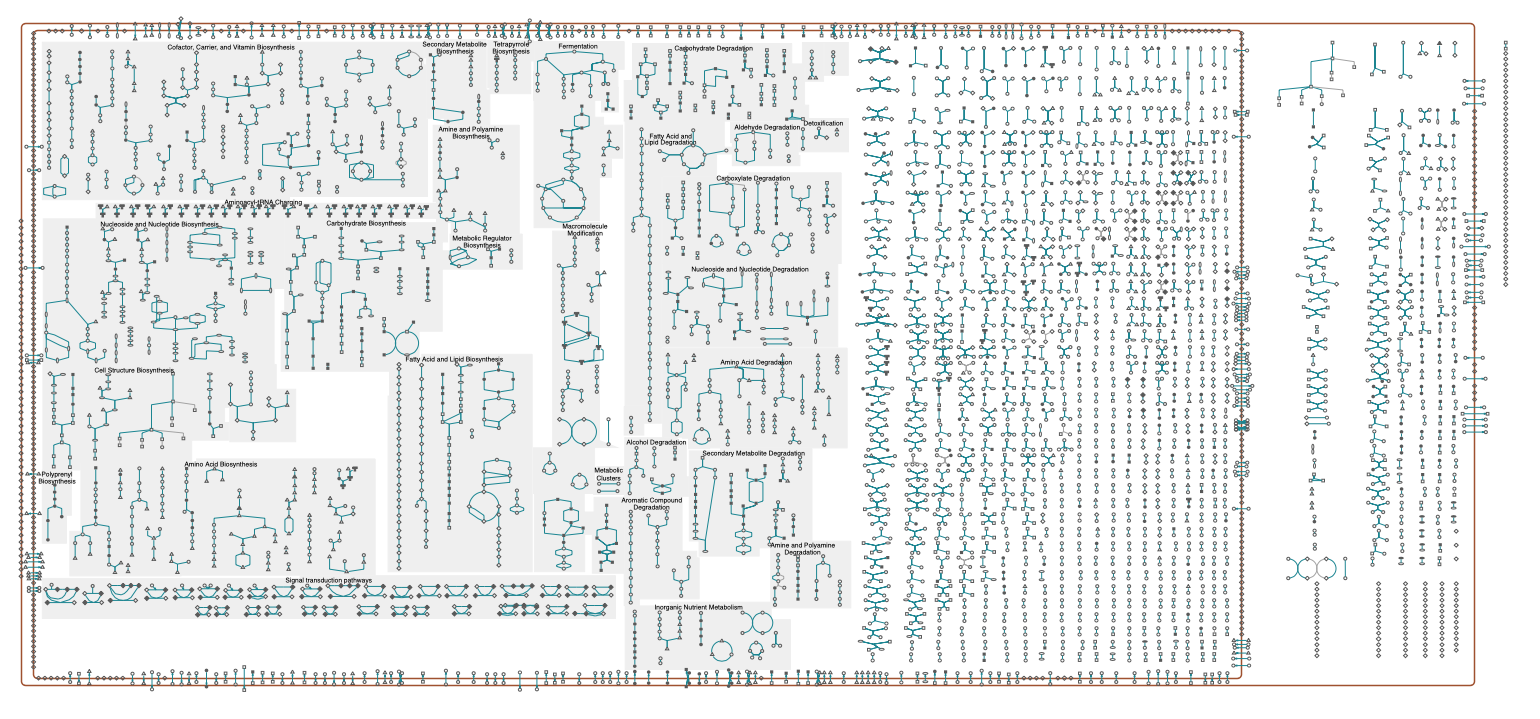 Cofactor, Carrier, and Vitamin Biosynthesis
Secondary Metabolite
Biosynthesis
Tetrapyrrole
Biosynthesis
Fermentation
Carbohydrate Degradation
Amine and Polyamine
Biosynthesis
Fatty Acid and
Lipid Degradation
Aldehyde Degradation
Detoxification
Carboxylate Degradation
Aminoacyl-tRNA Charging
Nucleoside and Nucleotide Biosynthesis
Carbohydrate Biosynthesis
Metabolic Regulator
Biosynthesis
Macromolecule
Modification
Nucleoside and Nucleotide Degradation
Cell Structure Biosynthesis
Fatty Acid and Lipid Biosynthesis
Amino Acid Degradation
Alcohol Degradation
Secondary Metabolite Degradation
Polyprenyl
Biosynthesis
Amino Acid Biosynthesis
Metabolic
Clusters
Aromatic Compound
Degradation
Amine and Polyamine
Degradation
Signal transduction pathways
Inorganic Nutrient Metabolism